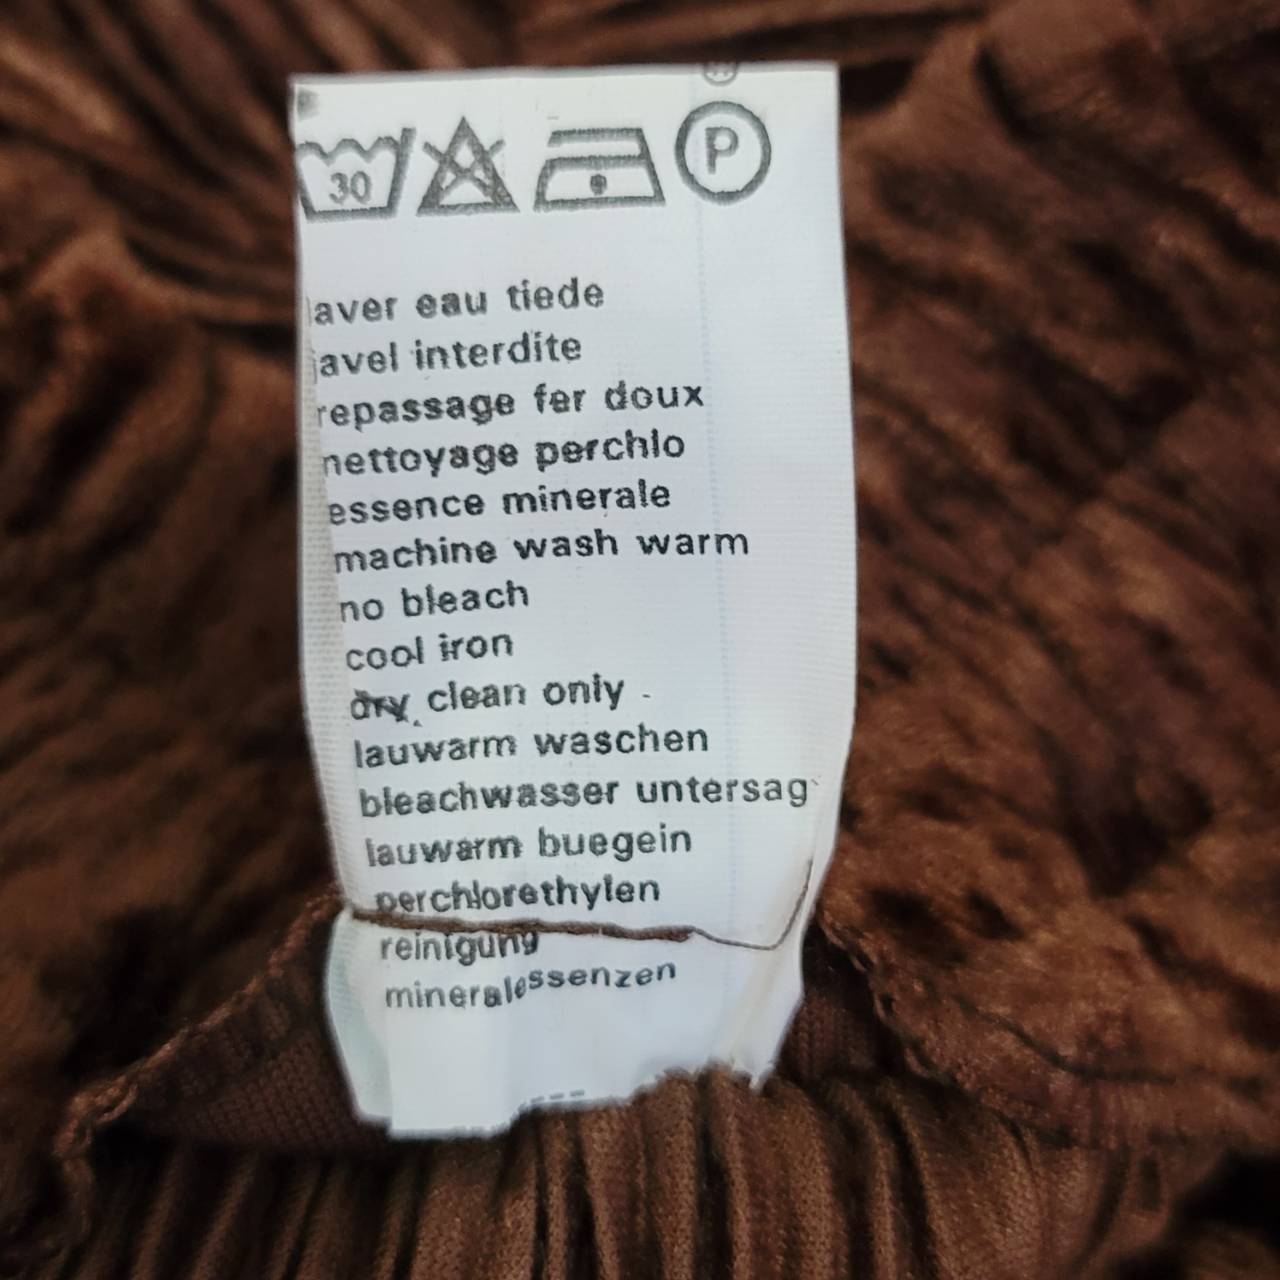 30 P
laver eau tiede
javel interdite
repassage fer doux
nettoyage perchlo
essence minerale
machine wash warm
no bleach
cool iron
dry clean only
lauwarm waschen
bleachwasser untersag
lauwarm buegein
perchlorethylen
reinigung
mineralessenzen